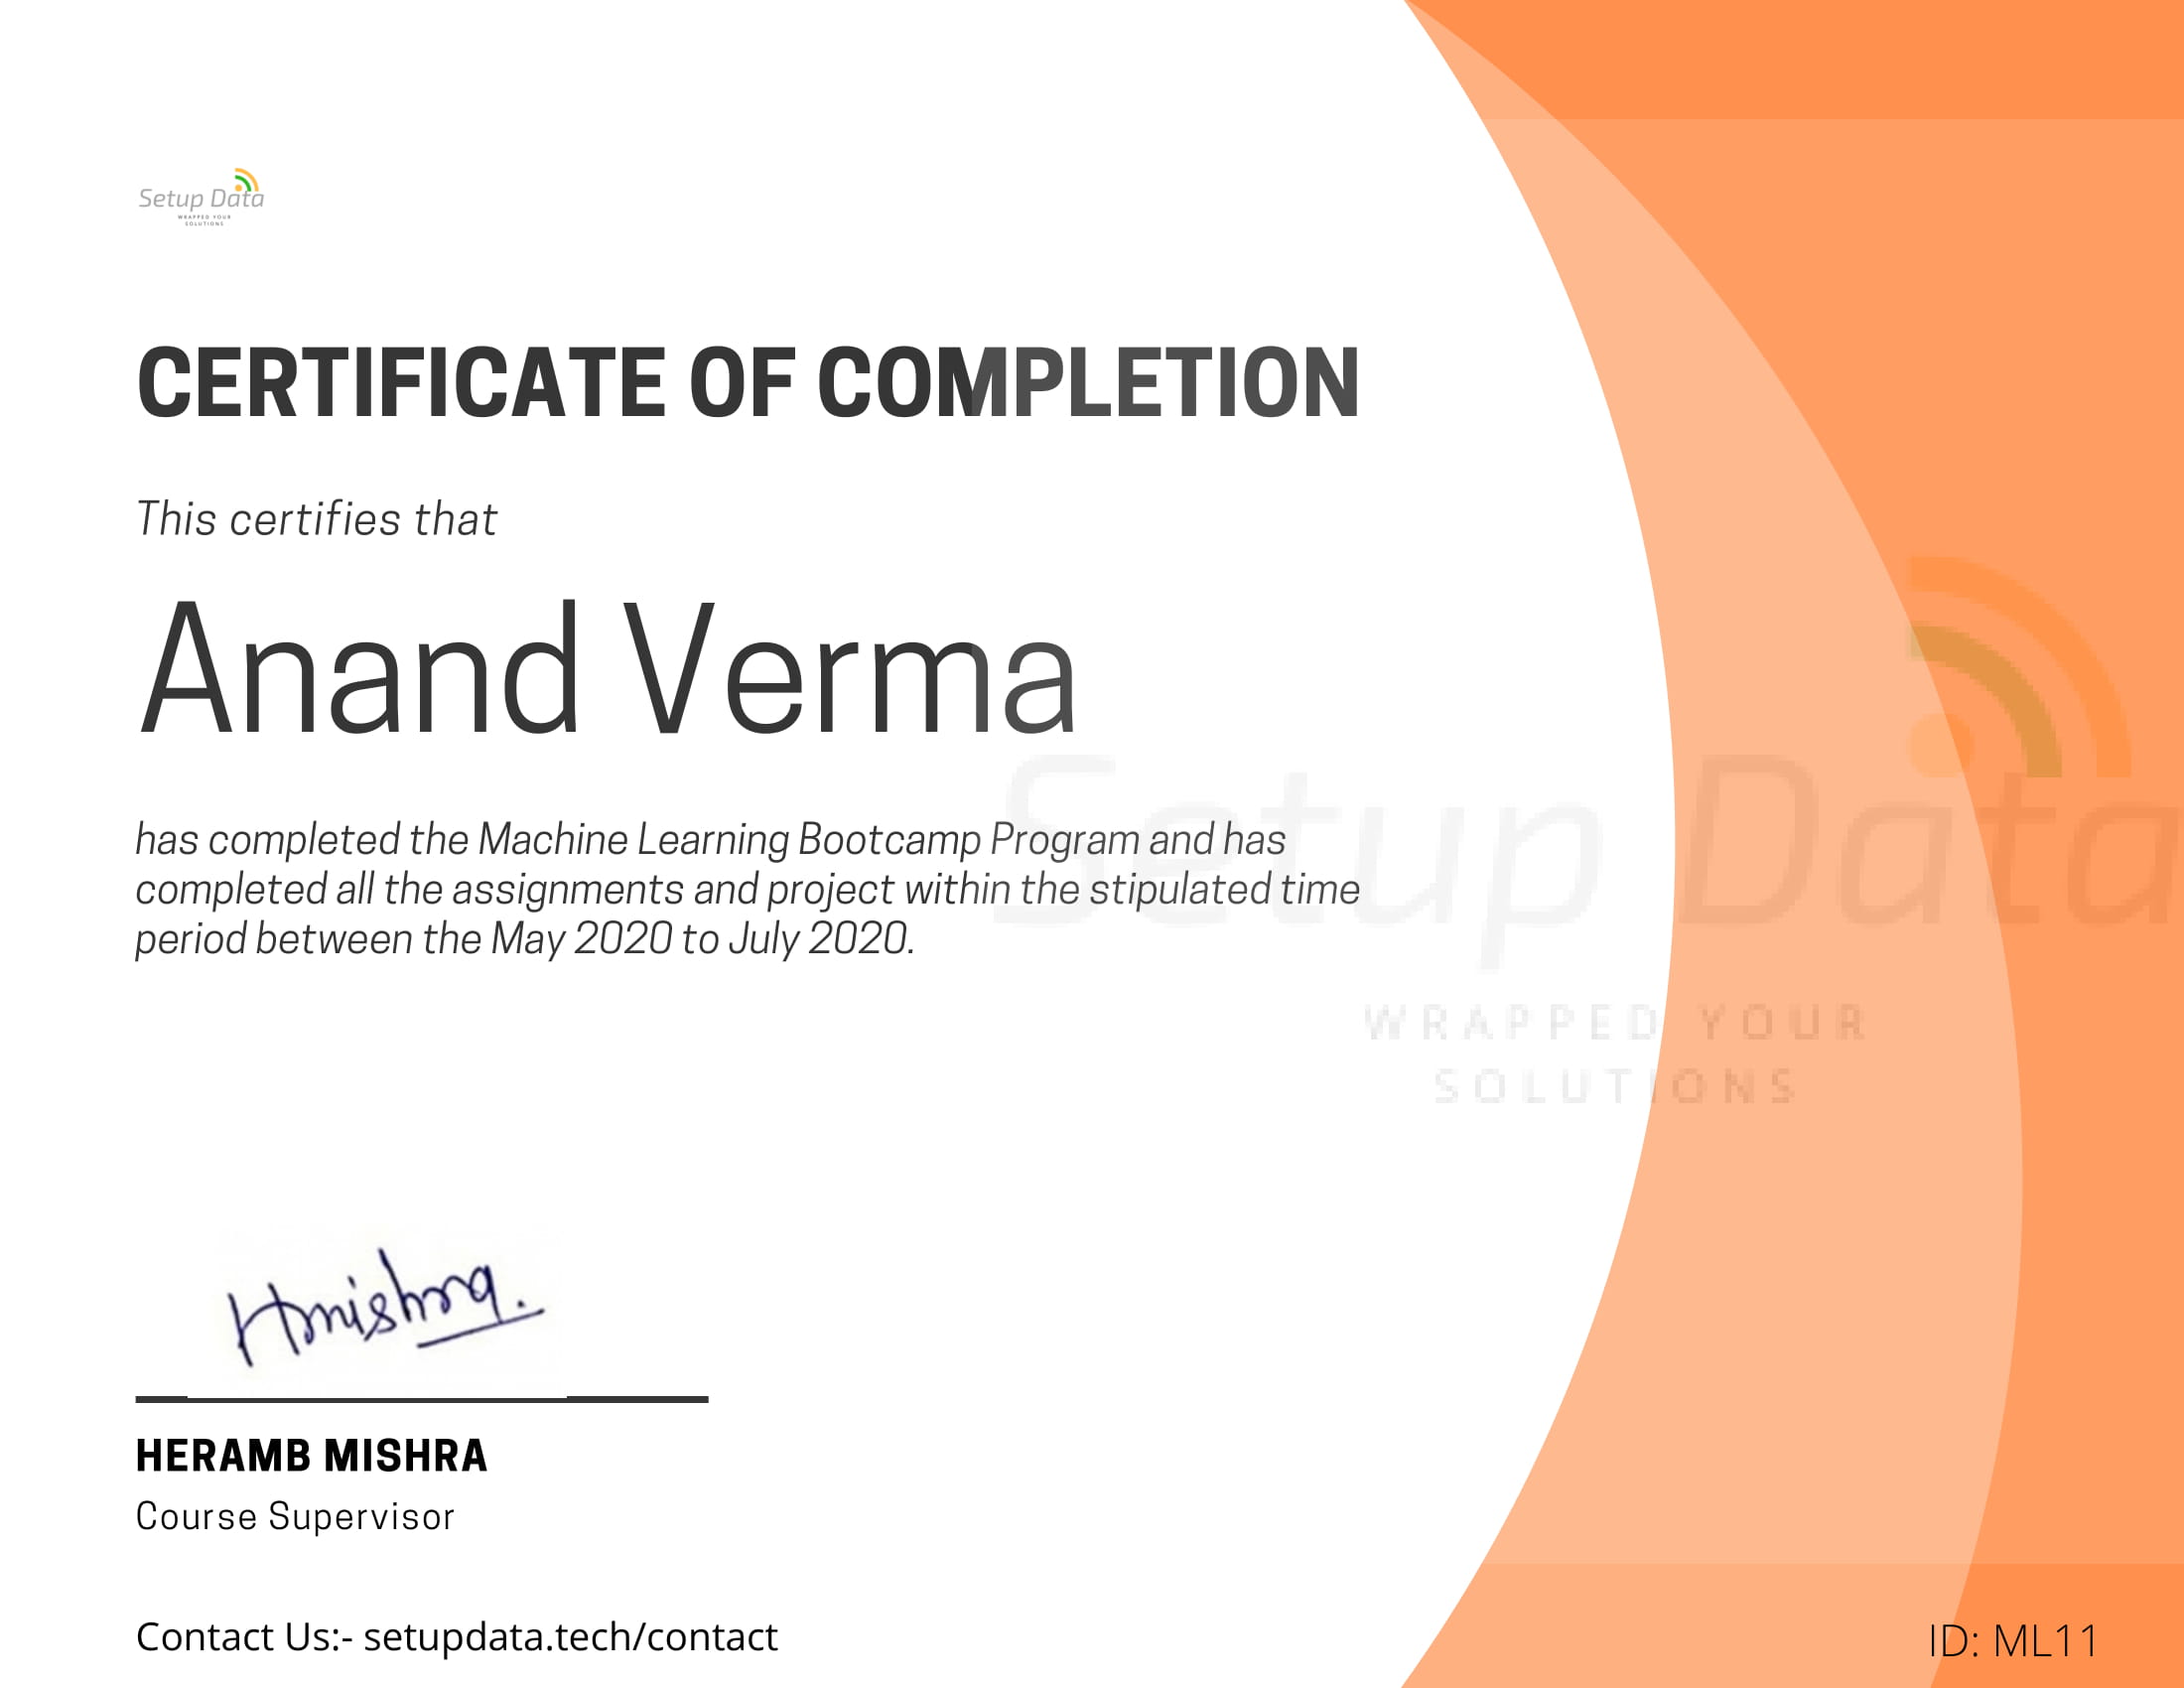 Setup Data
WRAPPED YOUR
SOLUTIONS
CERTIFICATE OF COMPLETION
This certifies that
Anand Verma
has completed the Machine Learning Bootcamp Program and has
completed all the assignments and project within the stipulated time
period between the May 2020 to July 2020.
Setup Data
WRAPPED YOUR
SOLUTIONS
Hmishra.
HERAMB MISHRA
Course Supervisor
Contact Us:- setupdata.tech/contact
ID: ML11